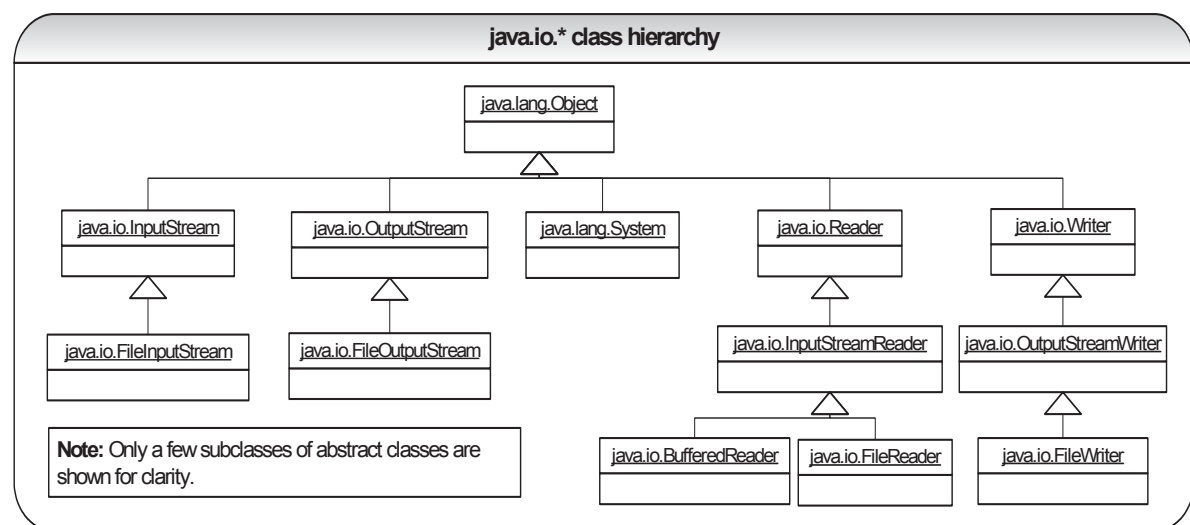 java.io.* class hierarchy
java.lang.Object
java.io.InputStream
java.io.OutputStream
java.lang.System
java.io.Reader
java.io.Writer
java.io.FileInputStream
java.io.FileOutputStream
java.io.InputStreamReader
java.io.OutputStreamWriter
Note: Only a few subclasses of abstract classes are
shown for clarity.
java.io.BufferedReader
java.io.FileReader
java.io.FileWriter